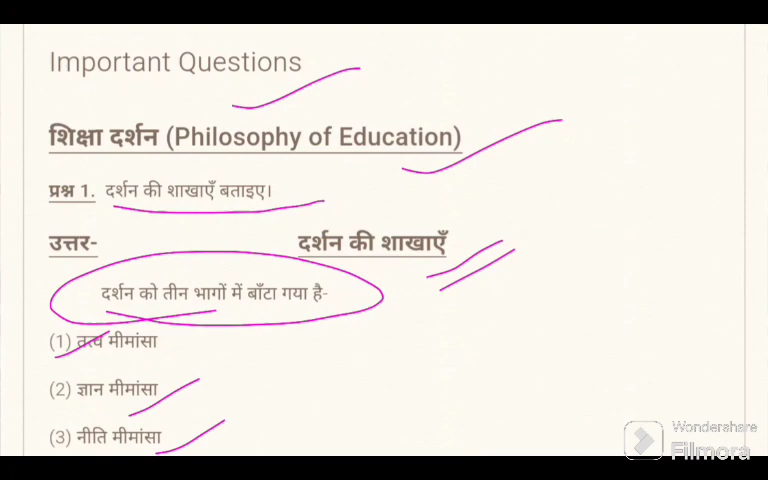 Important Questions
शिक्षा दर्शन (Philosophy of Education)
प्रश्न 1. दर्शन की शाखाएँ बताइए।
उत्तर- दर्शन की शाखाएँ
दर्शन को तीन भागों में बाँटा गया है-
(1) तत्व मीमांसा
(2) ज्ञान मीमांसा
(3) नीति मीमांसा
Wondershare
Filmora